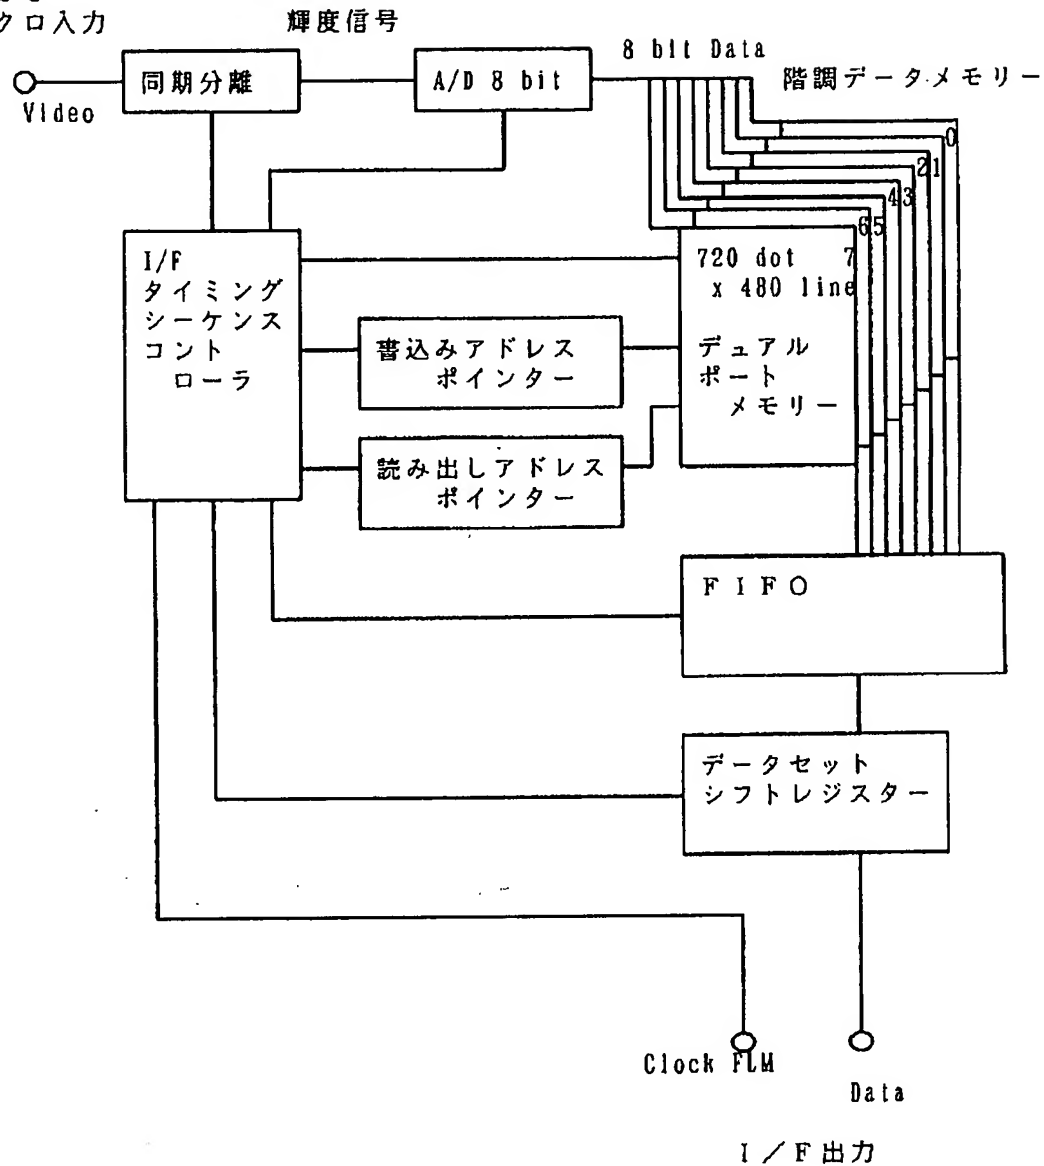 クロ入力
輝度信号
8 bit Data
同期分離
A/D 8 bit
階調データメモリー
Video
0
21
43
65
I/F
タイミング
シーケンス
コント
ローラ
720 dot 7
x 480 line
デュアル
ポート
メモリー
書込みアドレス
ポインター
読み出しアドレス
ポインター
FIFO
データセット
シフトレジスター
Clock FLM
Data
I/F出力